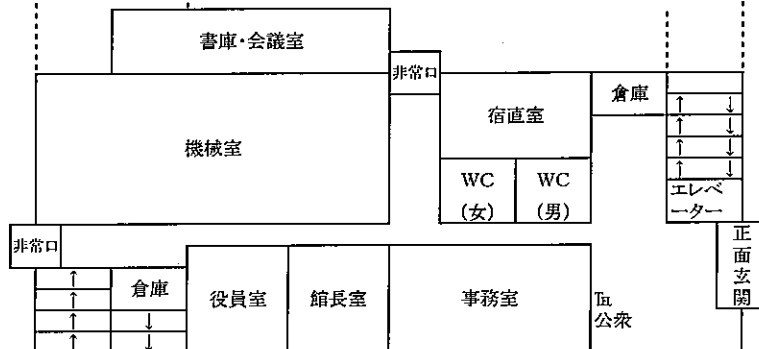 書庫・会議室
非常口
倉庫
宿直室
機械室
WC
(女)
WC
(男)
エレベ
ーター
非常口
正面玄関
倉庫
役員室
館長室
事務室
℡
公衆